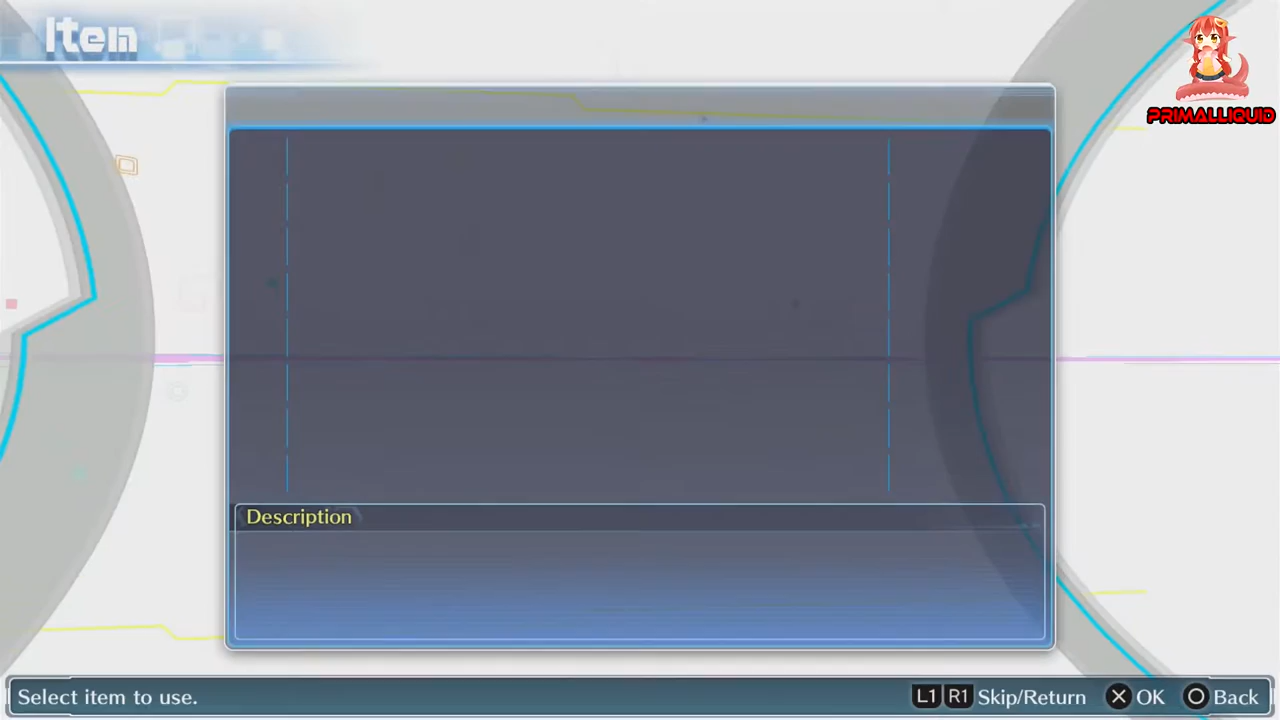 Item
PRIMALLIQUID
Description
Select item to use.
L1 R1 Skip/Return
OK
Back